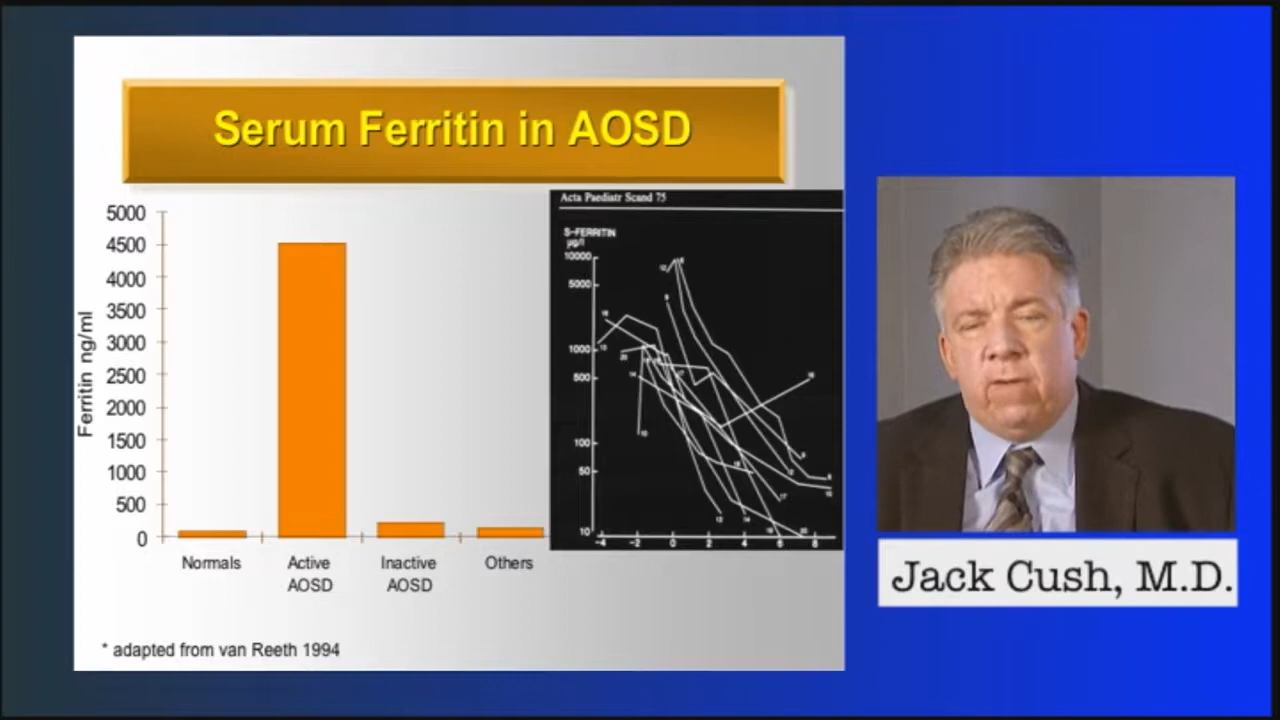 Serum Ferritin in AOSD
5000
4500
4000
3500
3000
2500
2000
1500
1000
500
0
Ferritin ng/ml
Normals
Active
AOSD
Inactive
AOSD
Others
* adapted from van Reeth 1994
Acta Paediatr Scand 75
S-FERRITIN
µg/l
10000
5000
1000
500
100
50
10
-4 -2 0 2 4 6 8
Jack Cush, M.D.